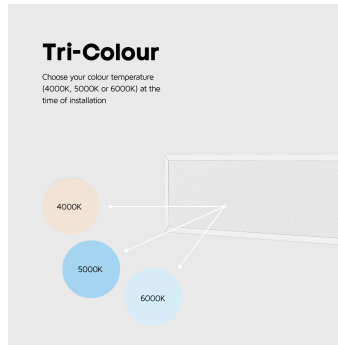 Tri-Colour
Choose your colour temperature
(4000K, 5000K or 6000K) at the
time of installation
4000K
5000K
6000K